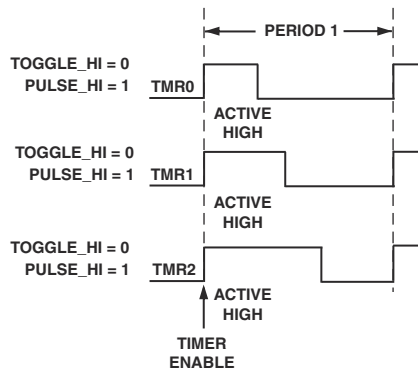 PERIOD 1
TOGGLE_HI = 0
PULSE_HI = 1 TMR0
ACTIVE
HIGH
TOGGLE_HI = 0
PULSE_HI = 1 TMR1
ACTIVE
HIGH
TOGGLE_HI = 0
PULSE_HI = 1 TMR2
ACTIVE
HIGH
TIMER
ENABLE